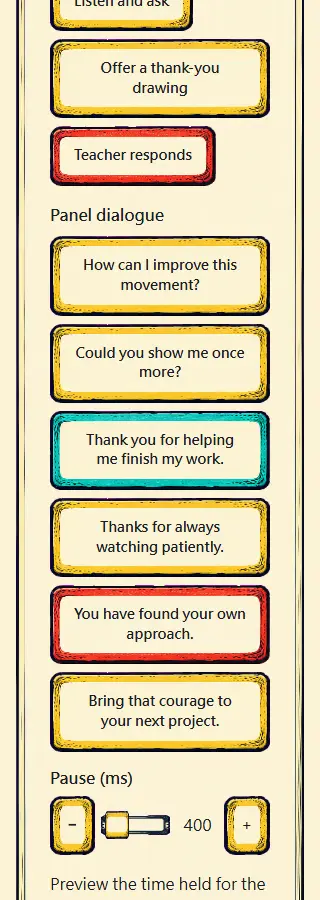 Listen and ask
Offer a thank-you
drawing
Teacher responds
Panel dialogue
How can I improve this
movement?
Could you show me once
more?
Thank you for helping
me finish my work.
Thanks for always
watching patiently.
You have found your own
approach.
Bring that courage to
your next project.
Pause (ms)
− 400 +
Preview the time held for the